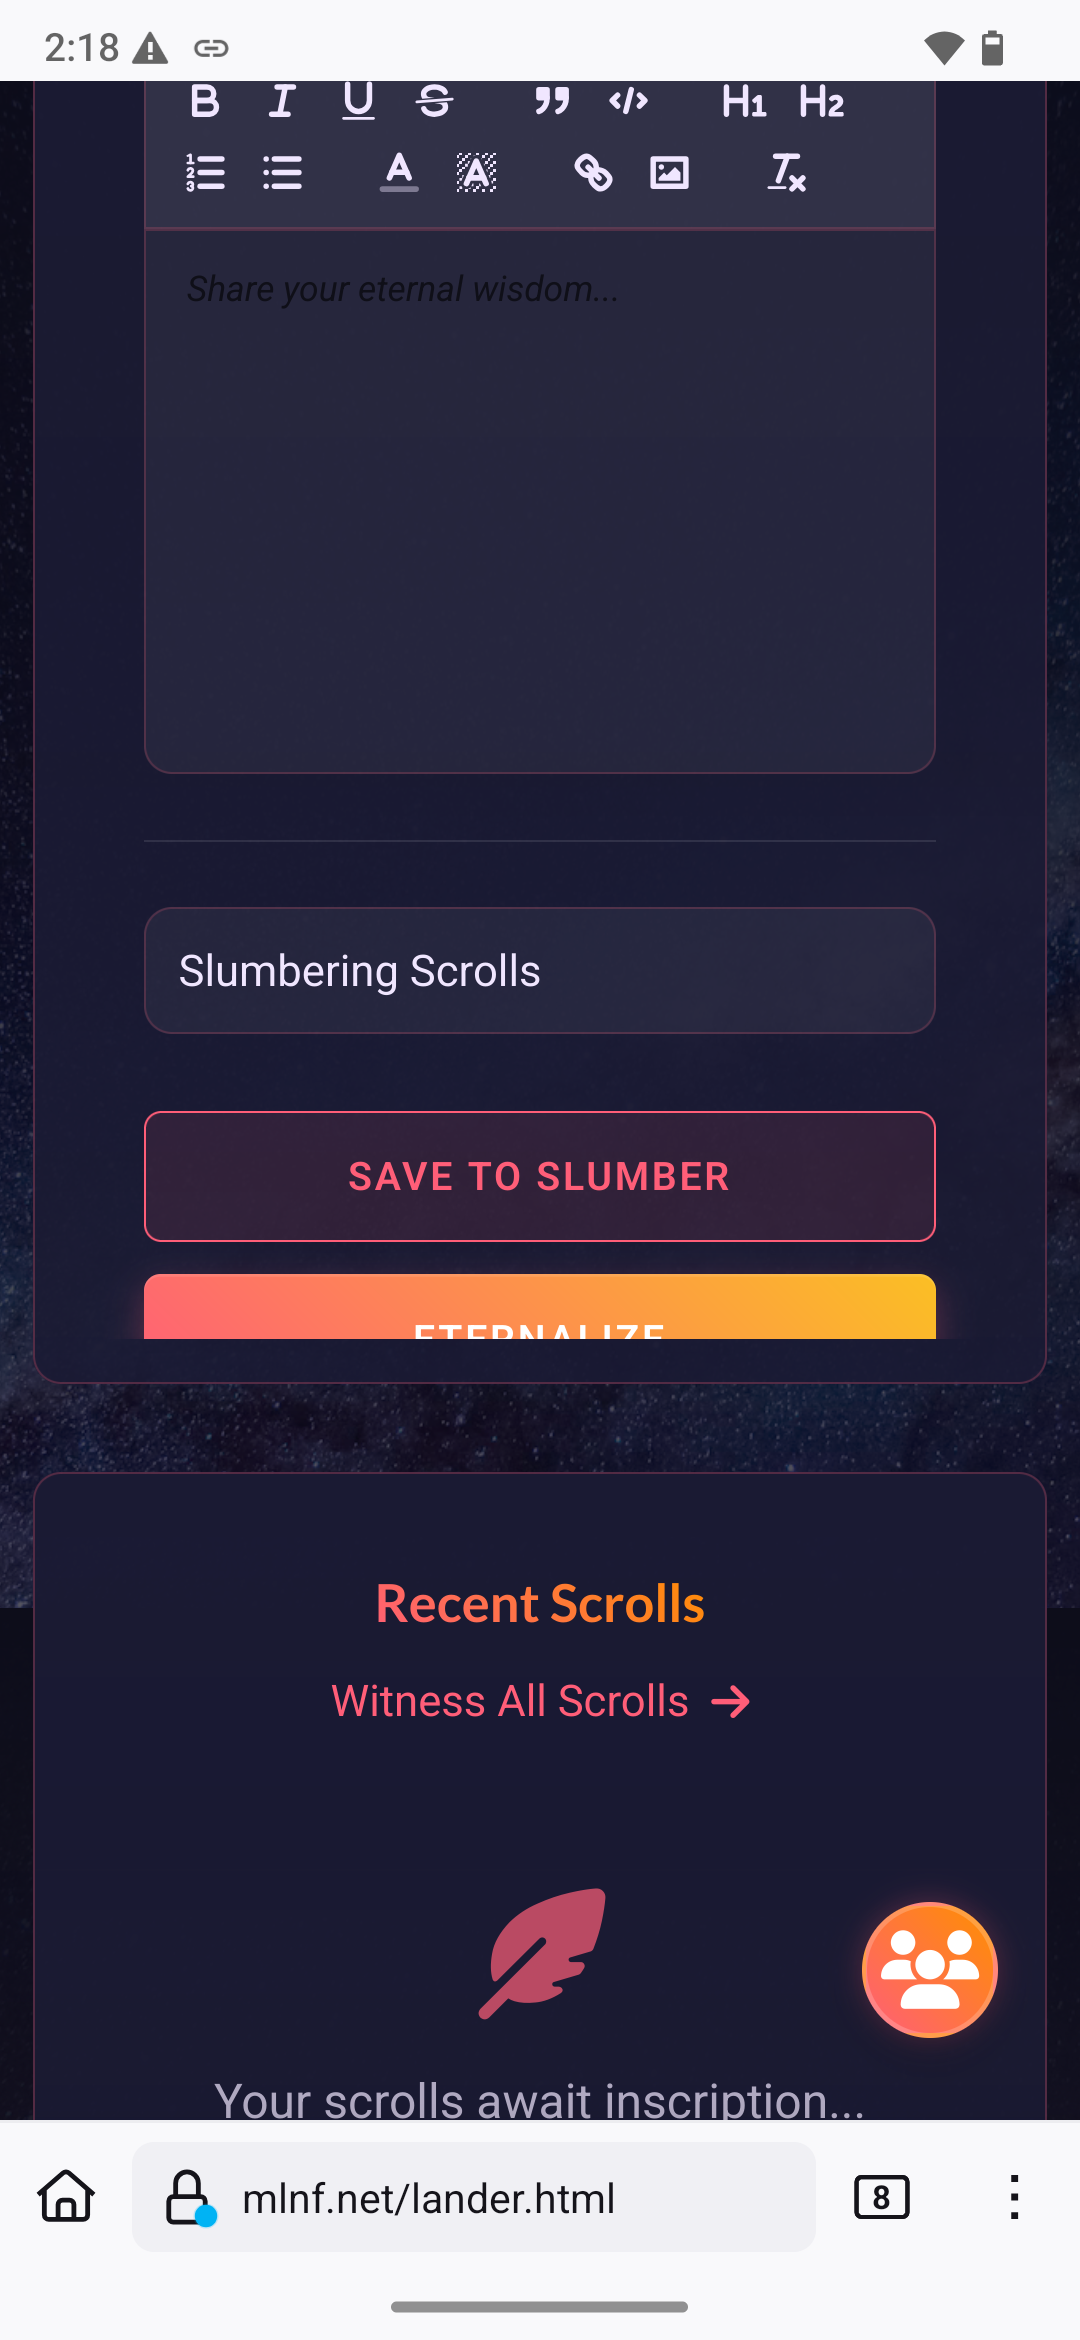 2:18
B I U S H1 H2
Share your eternal wisdom...
Slumbering Scrolls
SAVE TO SLUMBER
ETERNALIZE
Recent Scrolls
Witness All Scrolls →
Your scrolls await inscription...
mlnf.net/lander.html
8